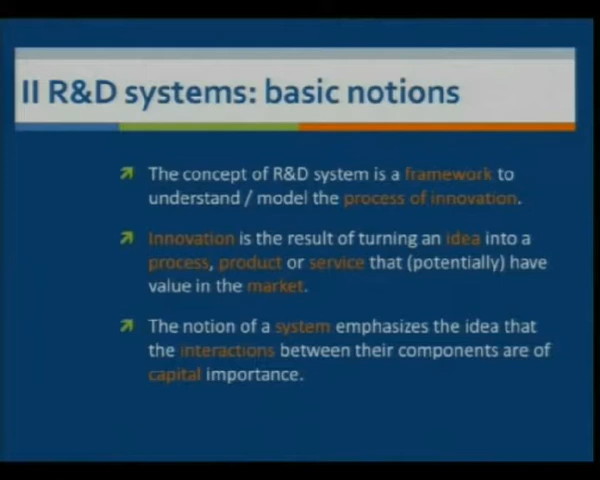 II R&D systems: basic notions
The concept of R&D system is a framework to
understand / model the process of innovation.
Innovation is the result of turning an idea into a
process, product or service that (potentially) have
value in the market.
The notion of a system emphasizes the idea that
the interactions between their components are of
capital importance.